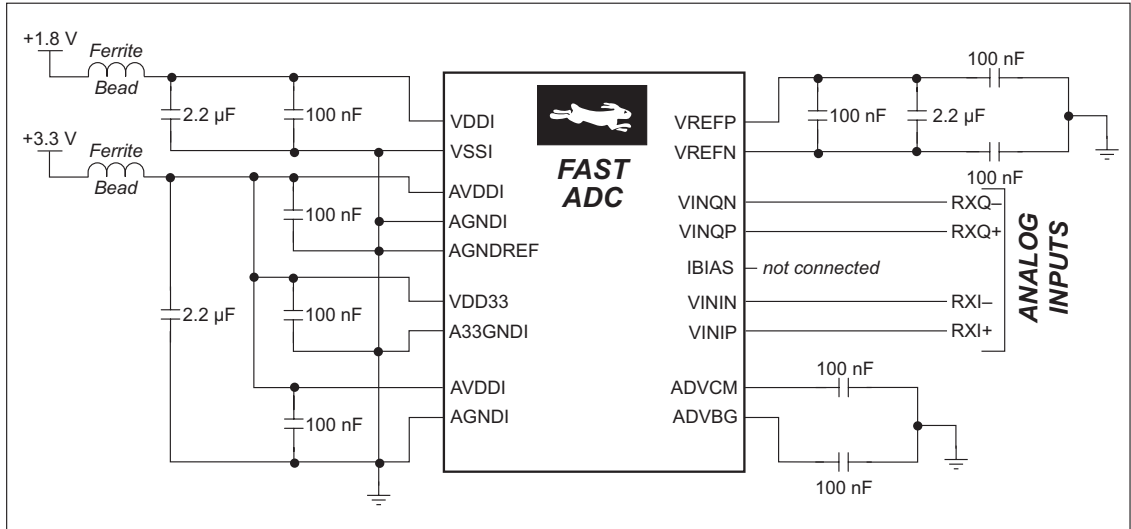 +1.8 V
Ferrite
Bead
2.2 µF
100 nF
+3.3 V
Ferrite
Bead
100 nF
2.2 µF
100 nF
100 nF
VDDI
VSSI
AVDDI
AGNDI
AGNDREF
VDD33
A33GNDI
AVDDI
AGNDI
FAST
ADC
VREFP
VREFN
VINQN
VINQP
IBIAS
VININ
VINIP
ADVCM
ADVBG
100 nF
100 nF
2.2 µF
100 nF
RXQ–
RXQ+
not connected
RXI–
RXI+
ANALOG
INPUTS
100 nF
100 nF